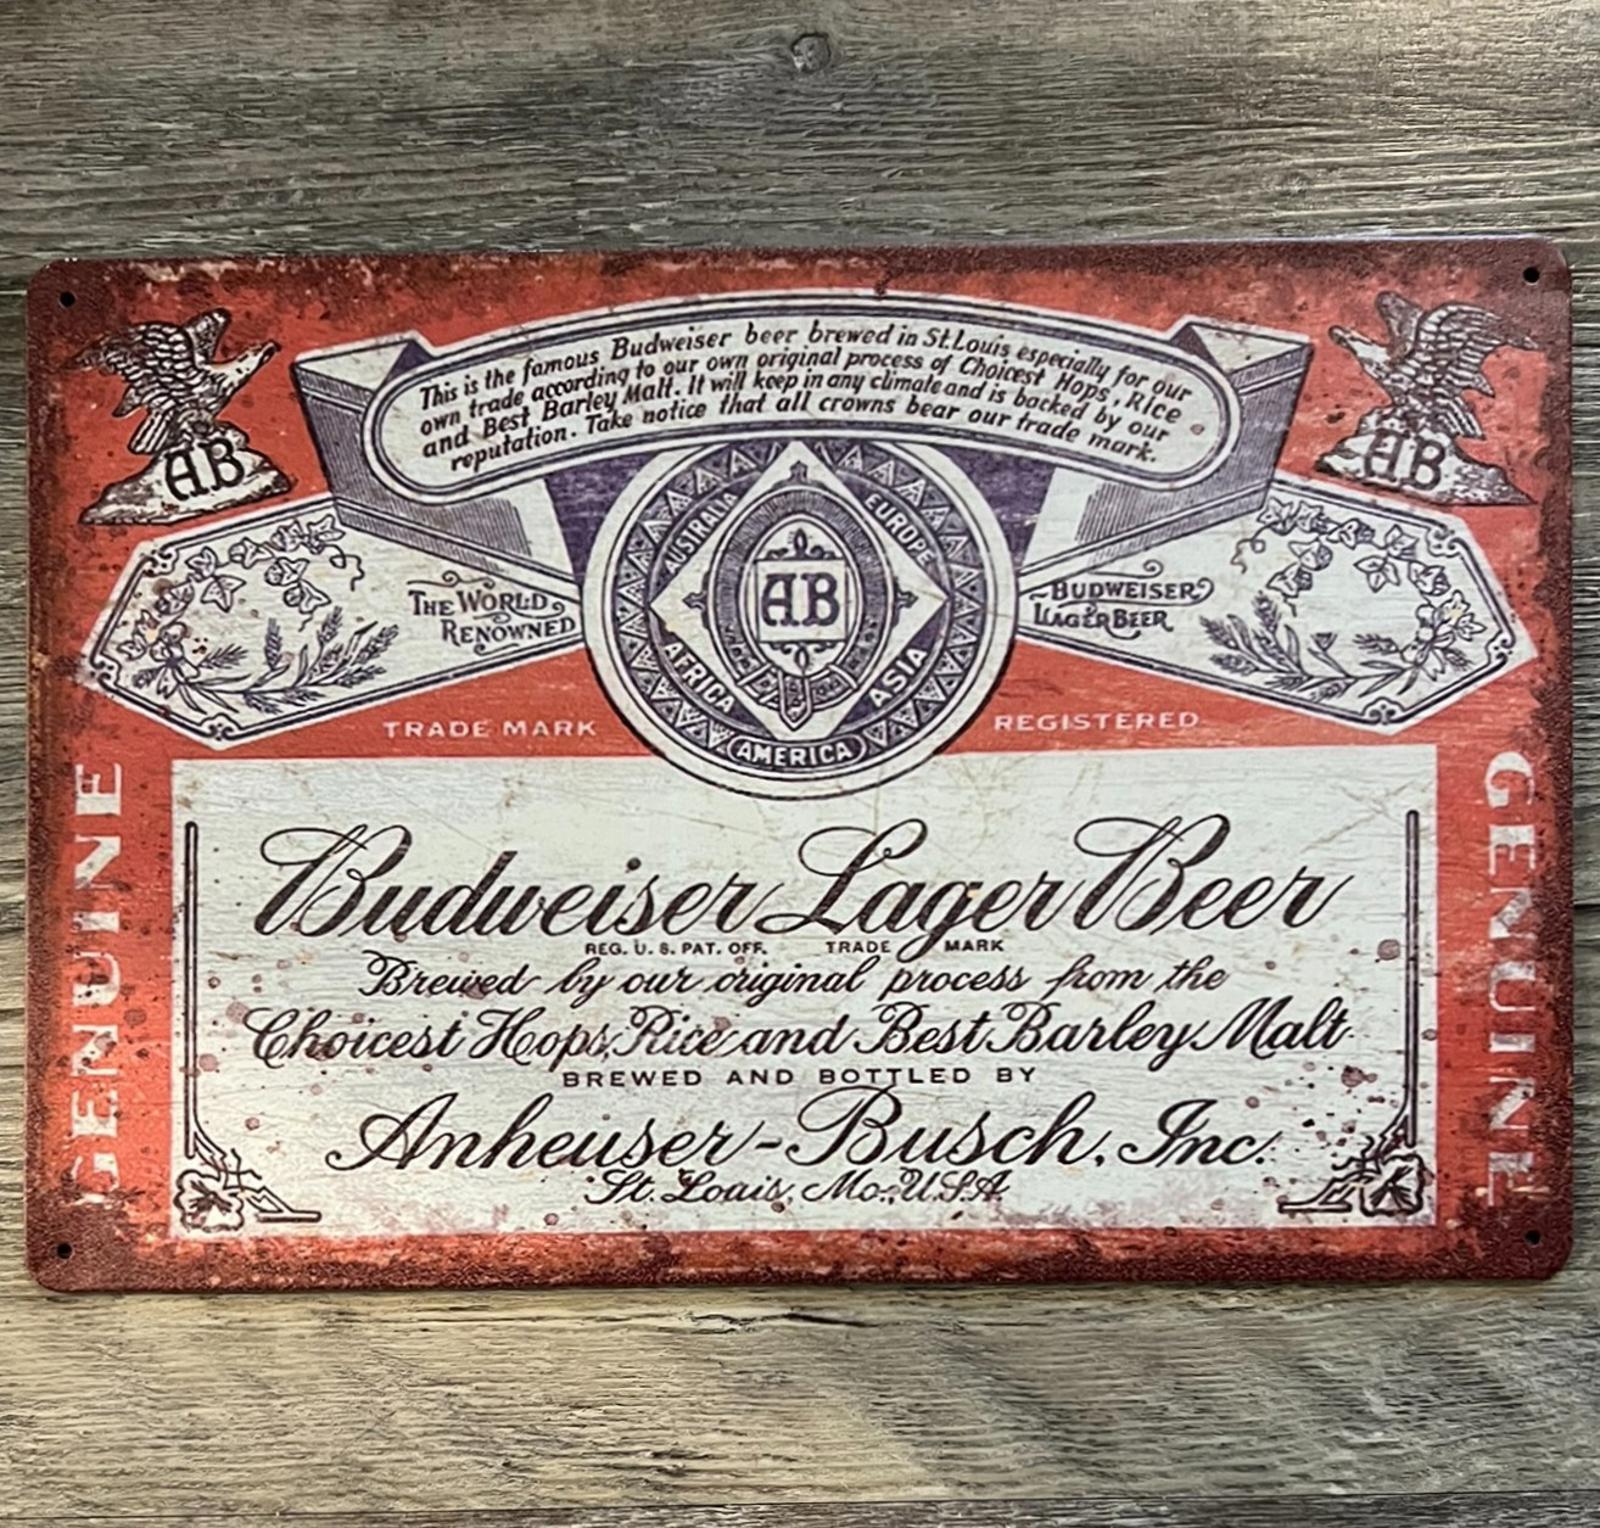 This is the famous Budweiser beer brewed in St. Louis especially for our
own trade according to our own original process of Choicest Hops, Rice
and Best Barley Malt. It will keep in any climate and is backed by our
reputation. Take notice that all crowns bear our trade mark.
AB
AB
THE WORLD
RENOWNED
AUSTRALIA
EUROPE
AB
AFRICA
ASIA
AMERICA
BUDWEISER
LAGER BEER
TRADE MARK
REGISTERED
GENUINE
GENUINE
Budweiser Lager Beer
REG. U. S. PAT. OFF. TRADE MARK
Brewed by our original process from the
Choicest Hops, Rice and Best Barley Malt
BREWED AND BOTTLED BY
Anheuser-Busch, Inc.
St. Louis, Mo. U.S.A.